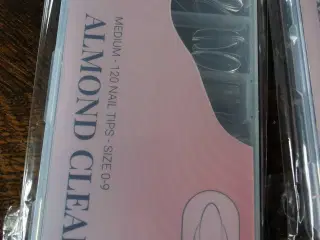 MEDIUM - 120 NAIL TIPS - SIZE 0-9
ALMOND CLEA